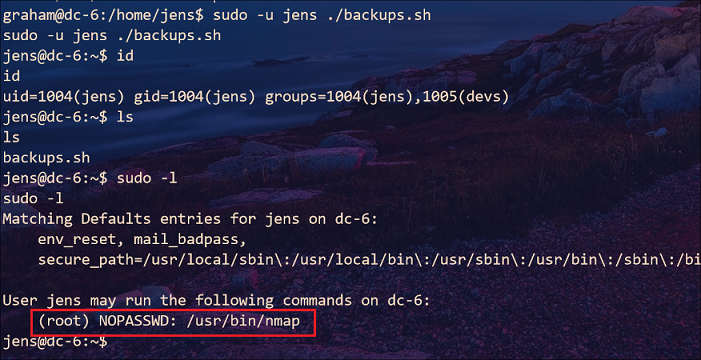 graham@dc-6:/home/jens$ sudo -u jens ./backups.sh
sudo -u jens ./backups.sh
jens@dc-6:~$ id
id
uid=1004(jens) gid=1004(jens) groups=1004(jens),1005(devs)
jens@dc-6:~$ ls
ls
backups.sh
jens@dc-6:~$ sudo -l
sudo -l
Matching Defaults entries for jens on dc-6:
    env_reset, mail_badpass,
    secure_path=/usr/local/sbin\:/usr/local/bin\:/usr/sbin\:/usr/bin\:/sbin\:/bi
User jens may run the following commands on dc-6:
    (root) NOPASSWD: /usr/bin/nmap
jens@dc-6:~$